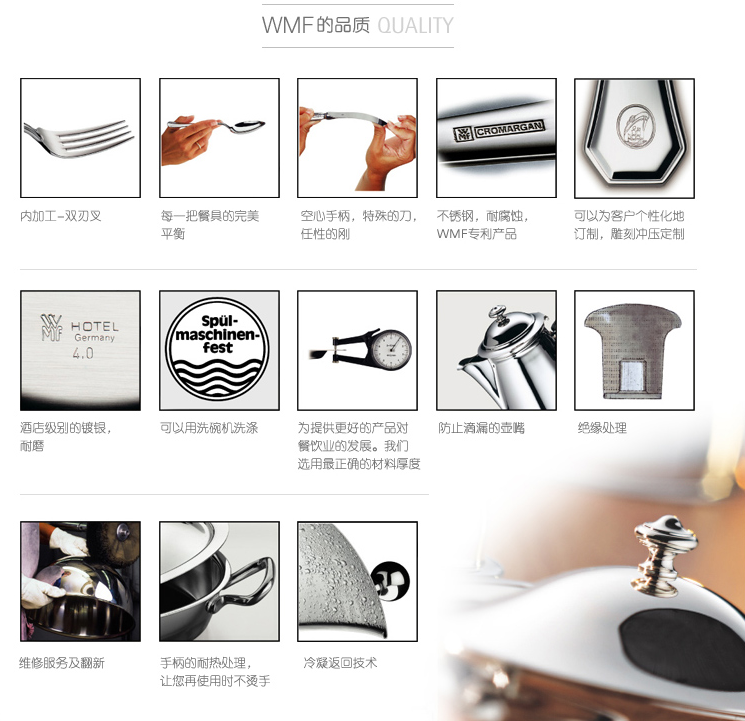 WMF的品质 QUALITY
WMF CROMARGAN
内加工-双刃叉
每一把餐具的完美
平衡
空心手柄，特殊的刀，
任性的刚
不锈钢，耐腐蚀，
WMF专利产品
可以为客户个性化地
订制，雕刻冲压定制
WMF HOTEL
Germany
4.0
Spül-
maschinen-
fest
酒店级别的镀银，
耐磨
可以用洗碗机洗涤
为提供更好的产品对
餐饮业的发展。我们
选用最正确的材料厚度
防止滴漏的壶嘴
绝缘处理
维修服务及翻新
手柄的耐热处理，
让您再使用时不烫手
冷凝返回技术